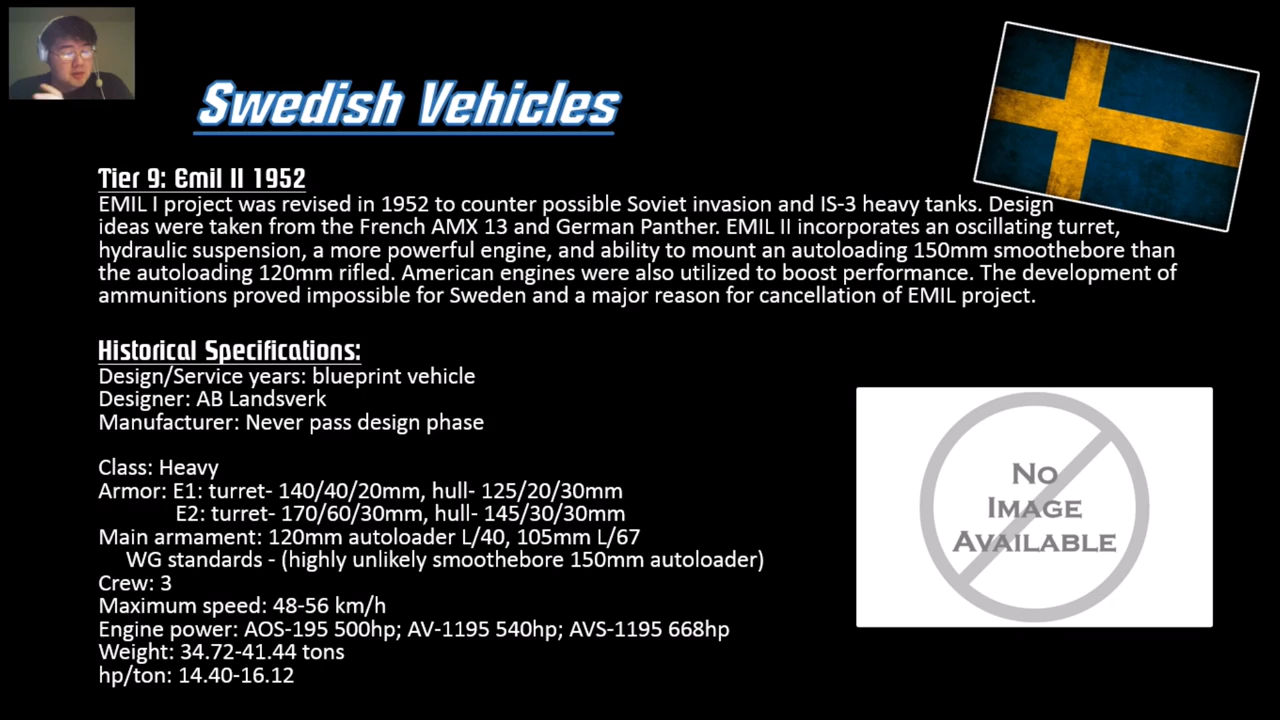 Swedish Vehicles
Tier 9: Emil II 1952
EMIL I project was revised in 1952 to counter possible Soviet invasion and IS-3 heavy tanks. Design
ideas were taken from the French AMX 13 and German Panther. EMIL II incorporates an oscillating turret,
hydraulic suspension, a more powerful engine, and ability to mount an autoloading 150mm smoothebore than
the autoloading 120mm rifled. American engines were also utilized to boost performance. The development of
ammunitions proved impossible for Sweden and a major reason for cancellation of EMIL project.
Historical Specifications:
Design/Service years: blueprint vehicle
Designer: AB Landsverk
Manufacturer: Never pass design phase
Class: Heavy
Armor: E1: turret- 140/40/20mm, hull- 125/20/30mm
E2: turret- 170/60/30mm, hull- 145/30/30mm
Main armament: 120mm autoloader L/40, 105mm L/67
WG standards - (highly unlikely smoothebore 150mm autoloader)
Crew: 3
Maximum speed: 48-56 km/h
Engine power: AOS-195 500hp; AV-1195 540hp; AVS-1195 668hp
Weight: 34.72-41.44 tons
hp/ton: 14.40-16.12
NO
IMAGE
AVAILABLE